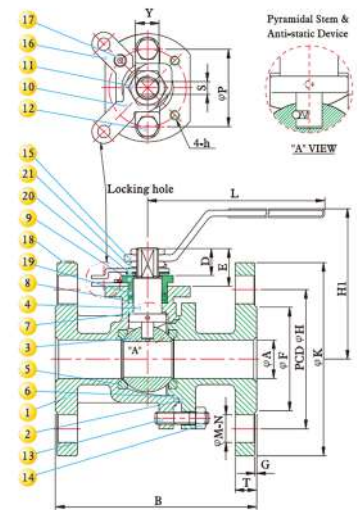 Y
Pyramidal Stem &
Anti-static Device
17
16
11
10
12
S
φP
4-h
"A" VIEW
15
21
20
9
18
19
8
4
7
3
5
6
1
2
13
14
Locking hole
L
D
E
H1
"A"
φA
φF
PCD φH
φK
φM-N
G
T
B